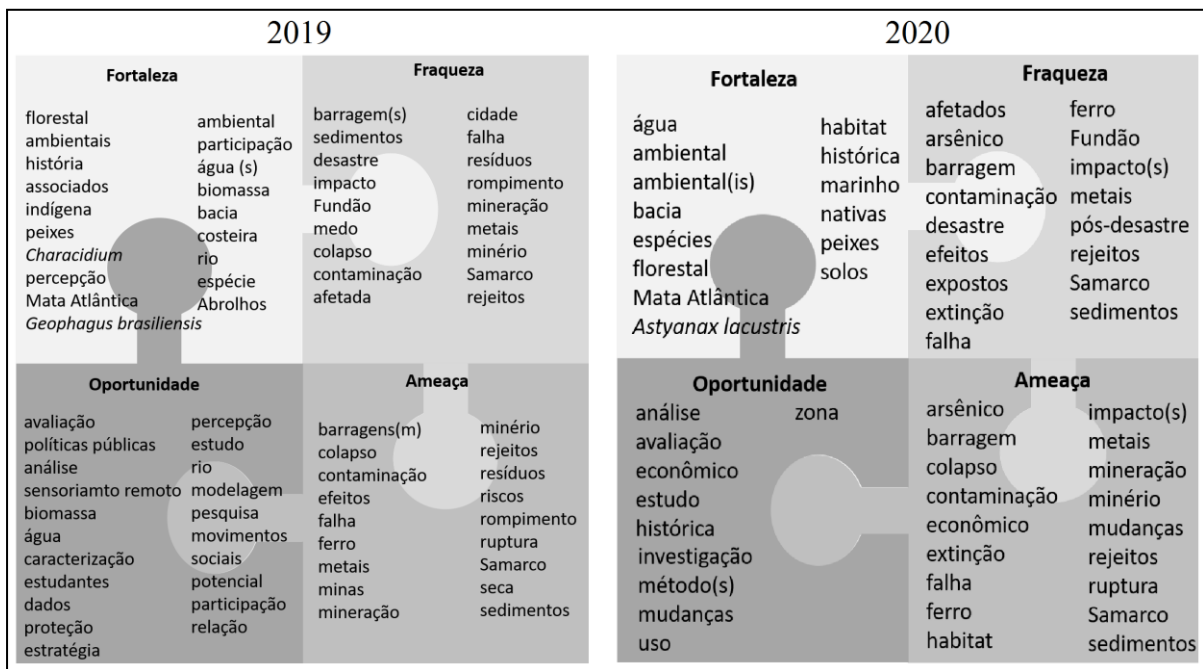 2019
Fortaleza
florestal
ambientais
história
associados
indígena
peixes
Characidium
percepção
Mata Atlântica
Geophagus brasiliensis
ambiental
participação
água (s)
biomassa
bacia
costeira
rio
espécie
Abrolhos
Fraqueza
barragem(s)
sedimentos
desastre
impacto
Fundão
medo
colapso
contaminação
afetada
cidade
falha
resíduos
rompimento
mineração
metais
minério
Samarco
rejeitos
Oportunidade
avaliação
políticas públicas
análise
sensoriamto remoto
biomassa
água
caracterização
estudantes
dados
proteção
estratégia
percepção
estudo
rio
modelagem
pesquisa
movimentos
sociais
potencial
participação
relação
Ameaça
barragens(m)
colapso
contaminação
efeitos
falha
ferro
metais
minas
mineração
minério
rejeitos
resíduos
riscos
rompimento
ruptura
Samarco
seca
sedimentos
2020
Fortaleza
água
ambiental
ambiental(is)
bacia
espécies
florestal
Mata Atlântica
Astyanax lacustris
habitat
histórica
marinho
nativas
peixes
solos
Fraqueza
afetados
arsênico
barragem
contaminação
desastre
efeitos
expostos
extinção
falha
ferro
Fundão
impacto(s)
metais
pós-desastre
rejeitos
Samarco
sedimentos
Oportunidade
análise
avaliação
econômico
estudo
histórica
investigação
método(s)
mudanças
uso
zona
Ameaça
arsênico
barragem
colapso
contaminação
econômico
extinção
falha
ferro
habitat
impacto(s)
metais
mineração
minério
mudanças
rejeitos
ruptura
Samarco
sedimentos